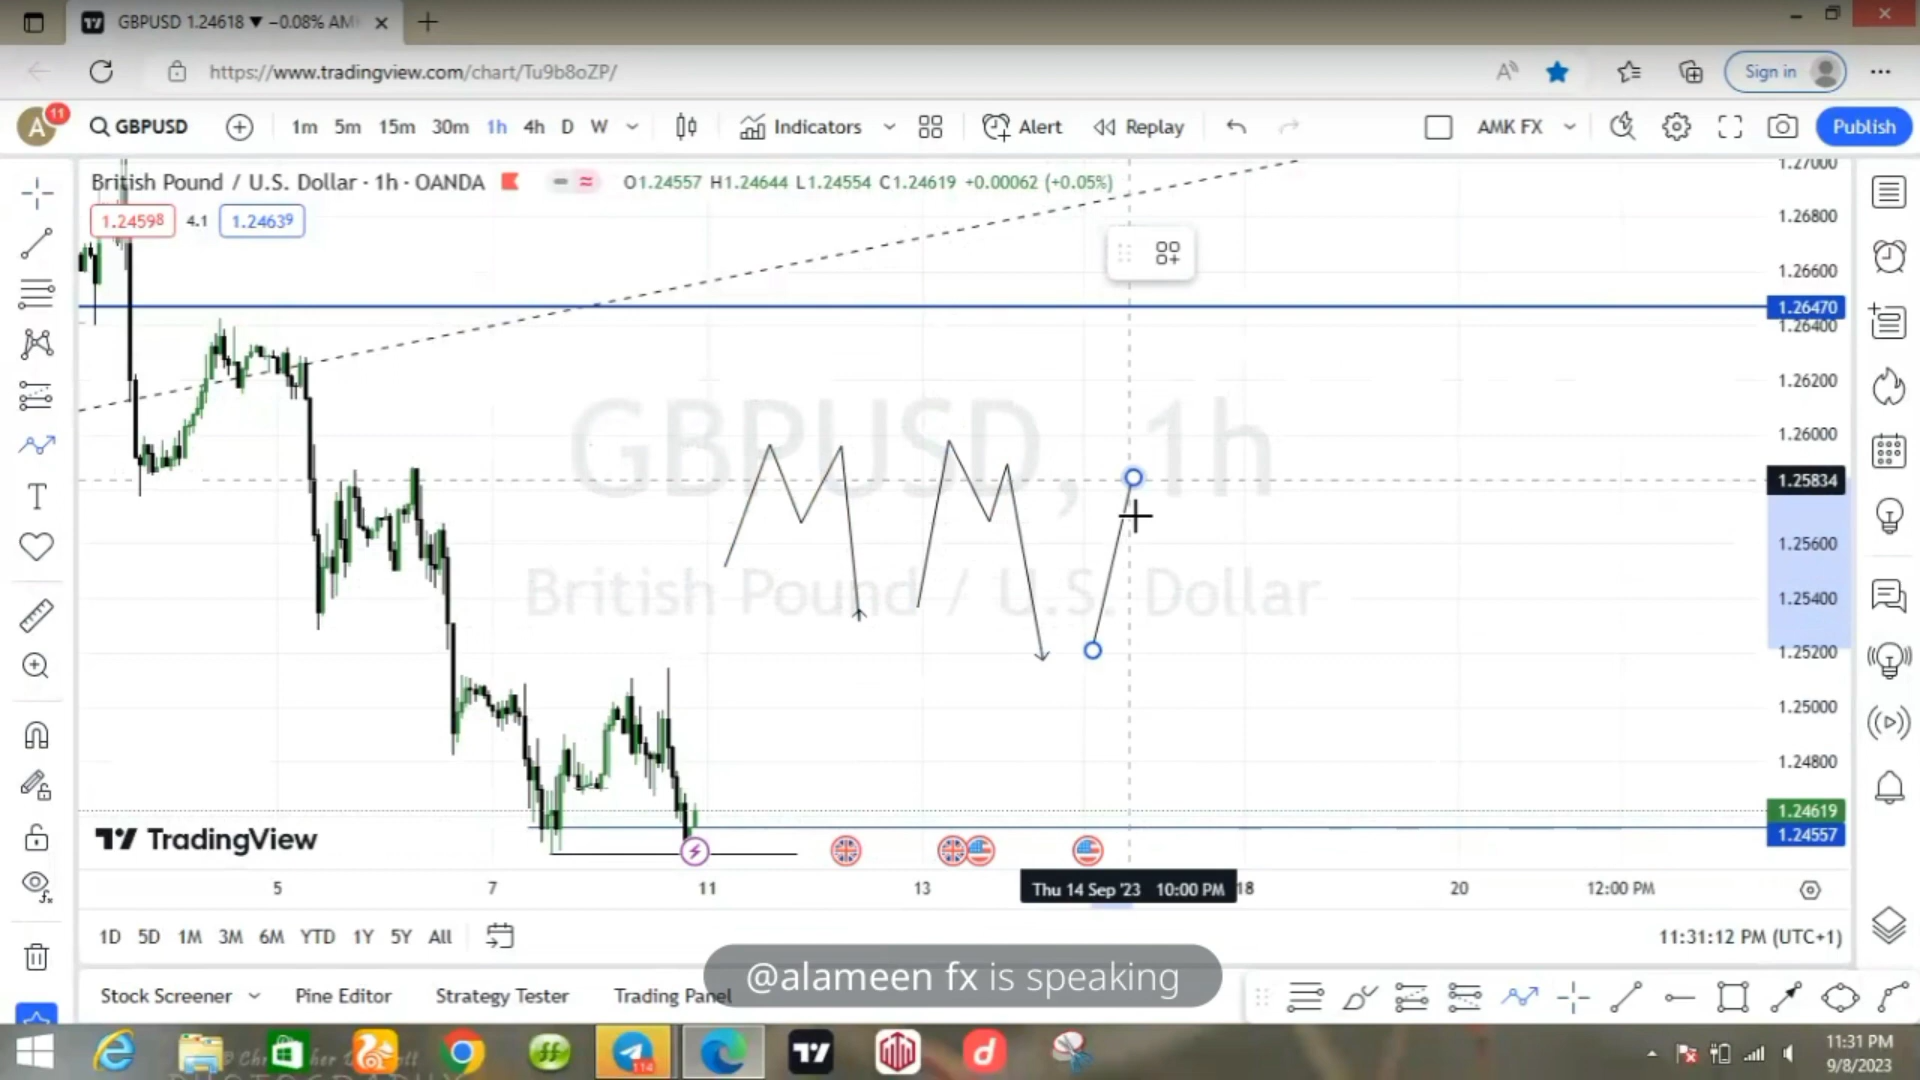 GBPUSD 1.24618 ▼ −0.08% AM
https://www.tradingview.com/chart/Tu9b8oZP/
Sign in
A 11 GBPUSD 1m 5m 15m 30m 1h 4h D W Indicators Alert Replay AMK FX Publish
British Pound / U.S. Dollar · 1h · OANDA O1.24557 H1.24644 L1.24554 C1.24619 +0.00062 (+0.05%)
1.24598 4.1 1.24639
1.27000
1.26800
1.26600
1.26470
1.26400
1.26200
1.26000
1.25834
1.25600
1.25400
1.25200
1.25000
1.24800
1.24619
1.24557
GBPUSD, 1h
British Pound / U.S. Dollar
TradingView
5 7 11 13 Thu 14 Sep '23 10:00 PM 18 20 12:00 PM
1D 5D 1M 3M 6M YTD 1Y 5Y All 11:31:12 PM (UTC+1)
@alameen fx is speaking
Stock Screener Pine Editor Strategy Tester Trading Panel
114
11:31 PM
9/8/2023